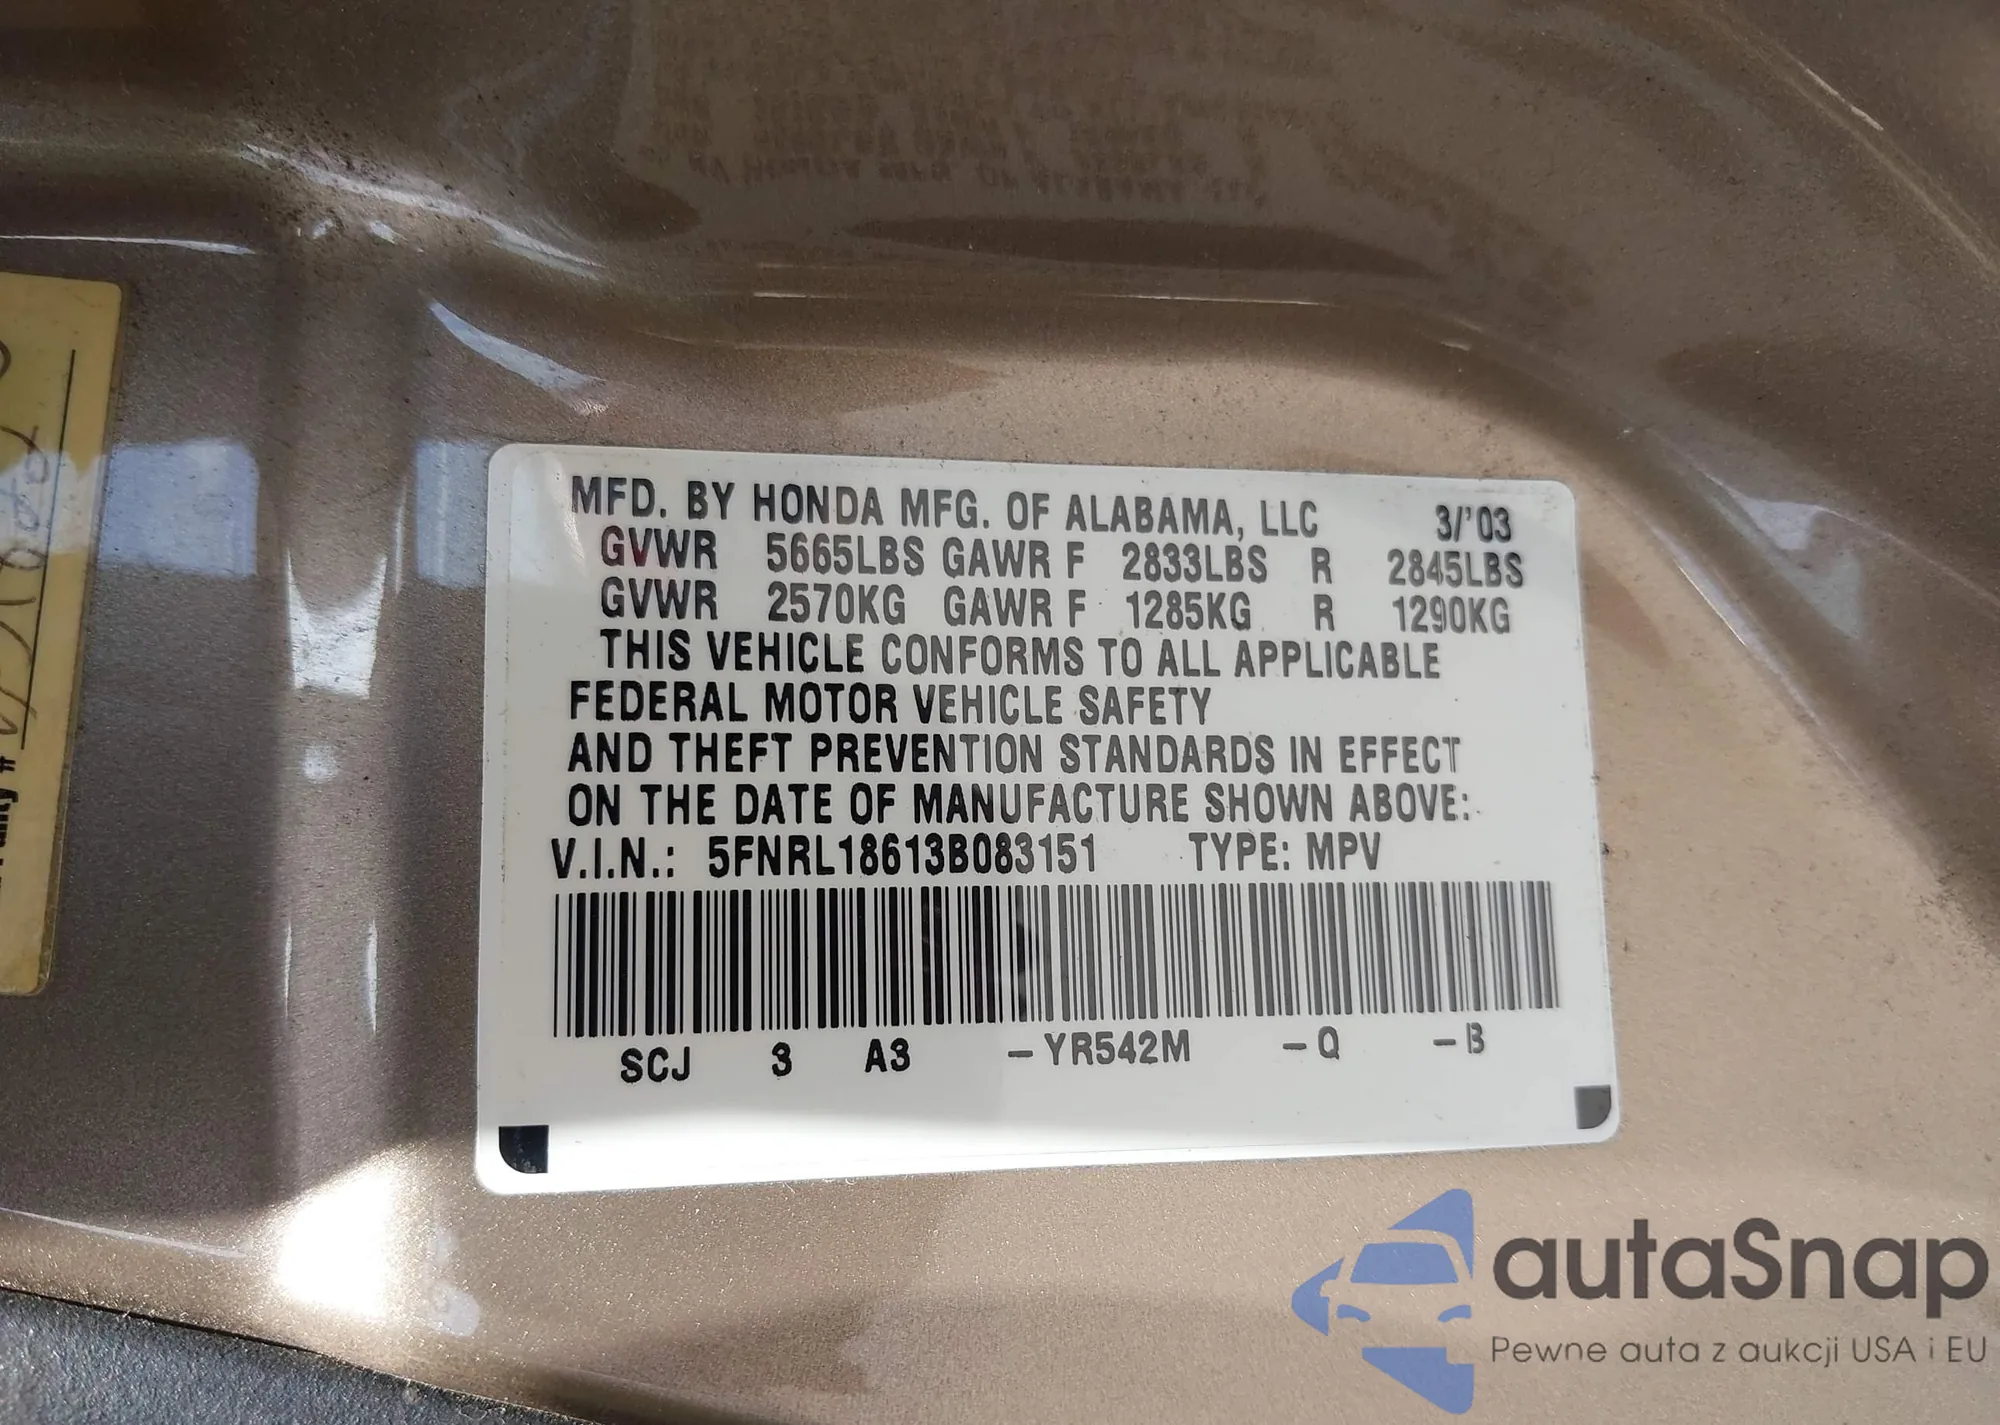 MFD. BY HONDA MFG. OF ALABAMA, LLC 3/'03
GVWR 5665LBS GAWR F 2833LBS R 2845LBS
GVWR 2570KG GAWR F 1285KG R 1290KG
THIS VEHICLE CONFORMS TO ALL APPLICABLE
FEDERAL MOTOR VEHICLE SAFETY
AND THEFT PREVENTION STANDARDS IN EFFECT
ON THE DATE OF MANUFACTURE SHOWN ABOVE:
V.I.N.: 5FNRL18613B083151 TYPE: MPV
SCJ 3 A3 -YR542M -Q -B
autaSnap
Pewne auta z aukcji USA i EU